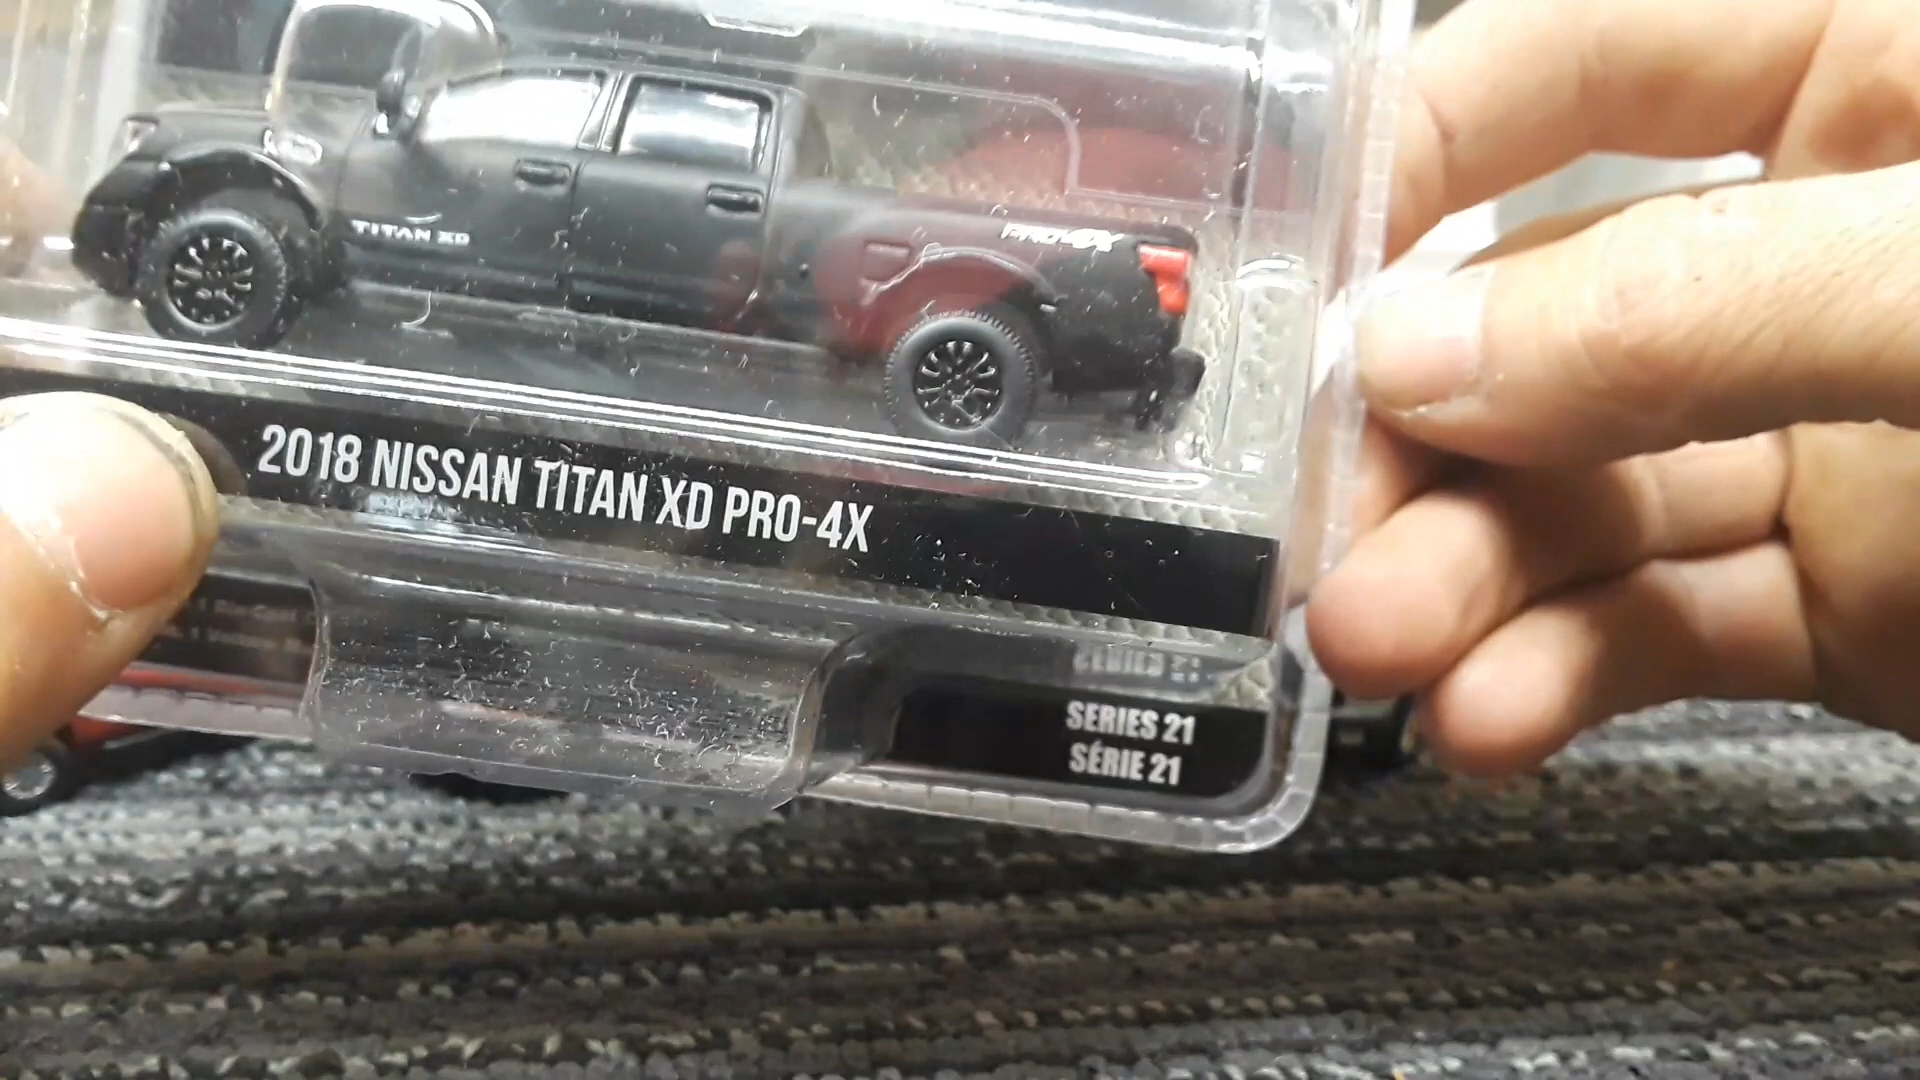 TITAN XD
PRO-4X
2018 NISSAN TITAN XD PRO-4X
SERIES 21
SÉRIE 21